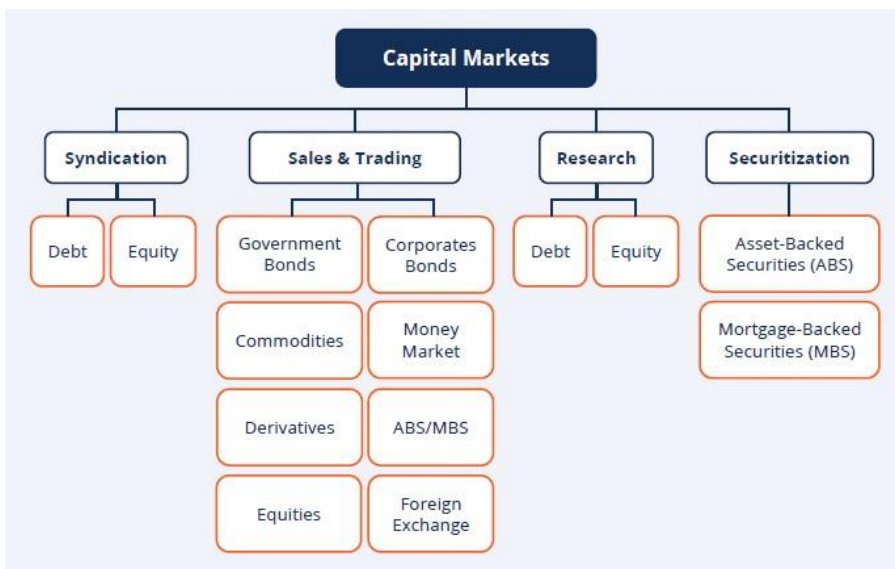 Capital Markets
Syndication
Sales & Trading
Research
Securitization
Debt
Equity
Government
Bonds
Corporates
Bonds
Debt
Equity
Asset-Backed
Securities (ABS)
Commodities
Money
Market
Mortgage-Backed
Securities (MBS)
Derivatives
ABS/MBS
Equities
Foreign
Exchange